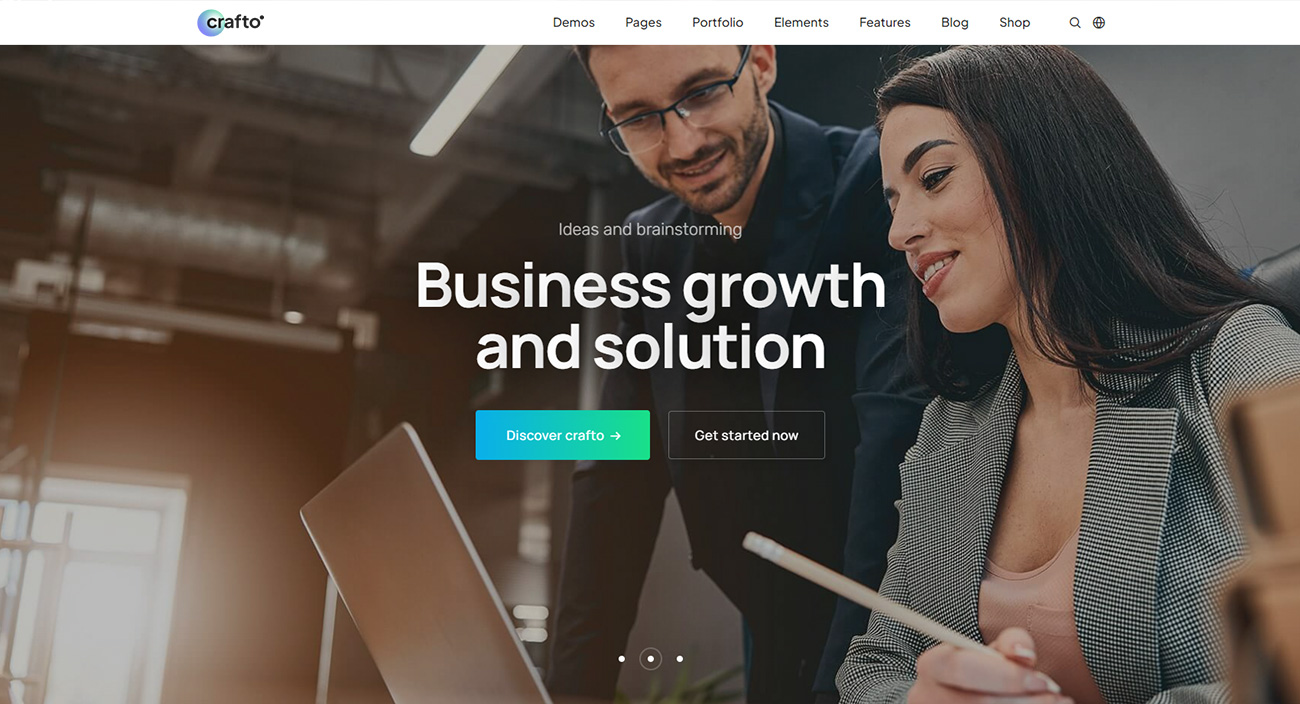 crafto
Demos Pages Portfolio Elements Features Blog Shop
Ideas and brainstorming
Business growth
and solution
Discover crafto →
Get started now